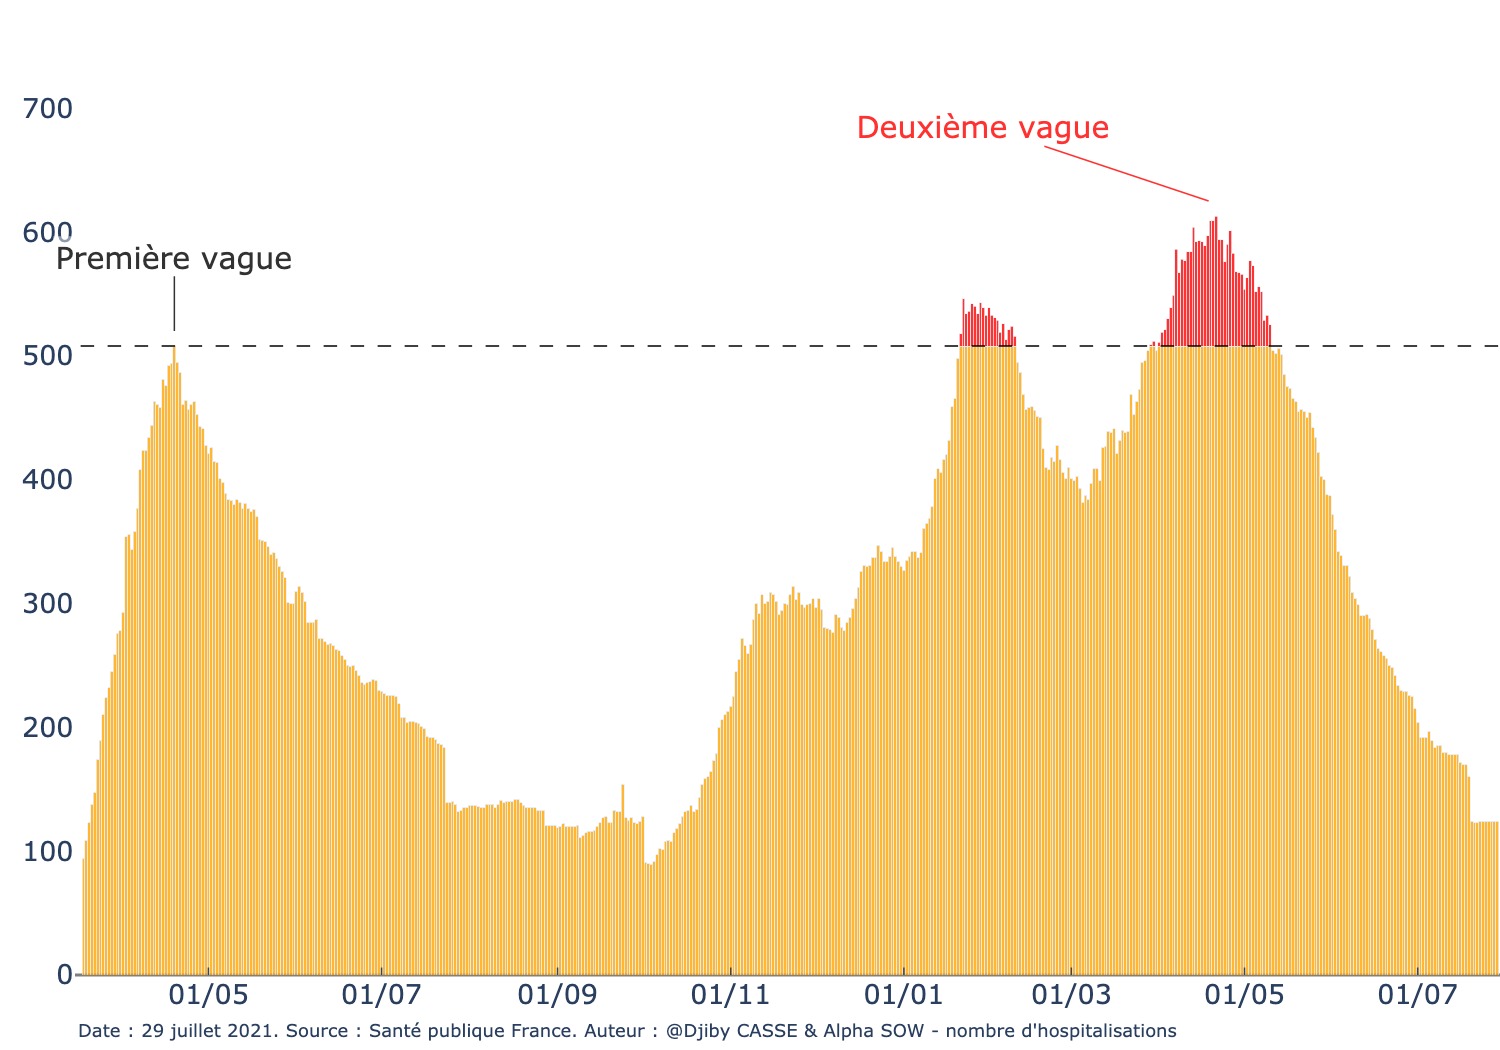 700
Deuxième vague
600
Première vague
500
400
300
200
100
0
01/05 01/07 01/09 01/11 01/01 01/03 01/05 01/07
Date : 29 juillet 2021. Source : Santé publique France. Auteur : @Djiby CASSE & Alpha SOW - nombre d'hospitalisations